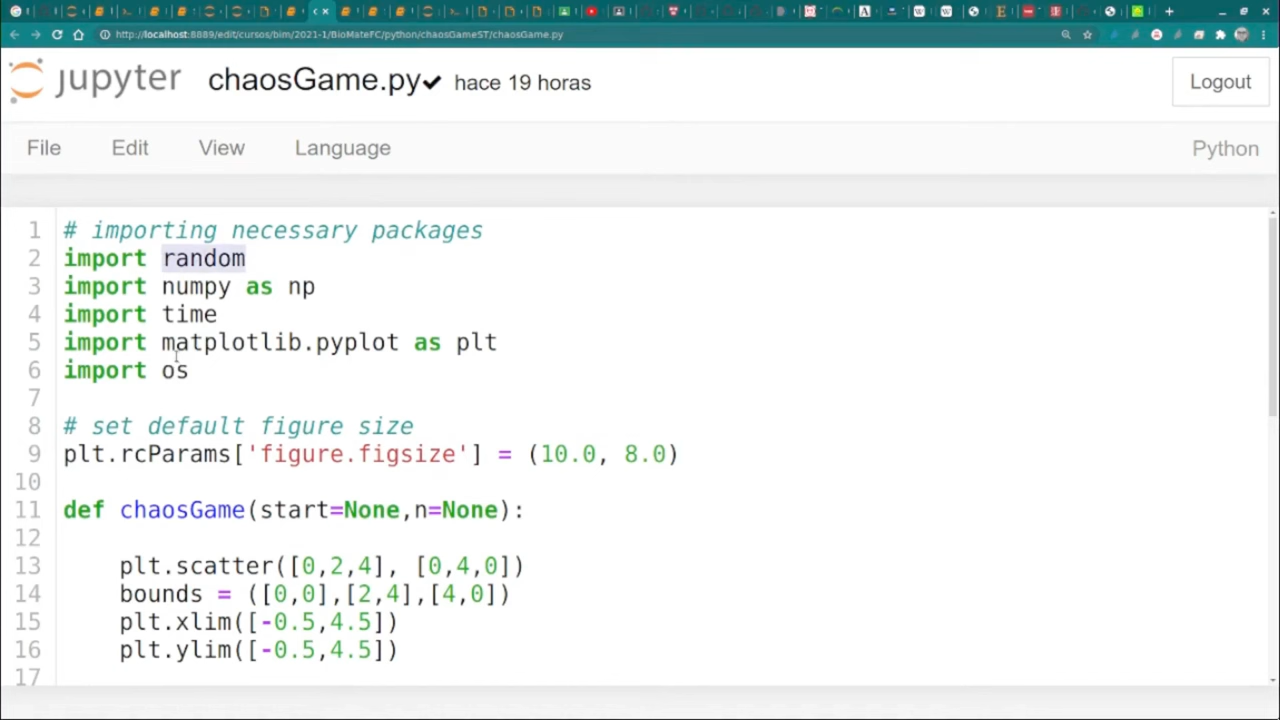 http://localhost:8889/edit/cursos/bim/2021-1/BioMateFC/python/chaosGameST/chaosGame.py
jupyter chaosGame.py✔ hace 19 horas Logout
File Edit View Language Python
1 # importing necessary packages
2 import random
3 import numpy as np
4 import time
5 import matplotlib.pyplot as plt
6 import os
7
8 # set default figure size
9 plt.rcParams['figure.figsize'] = (10.0, 8.0)
10
11 def chaosGame(start=None,n=None):
12
13 plt.scatter([0,2,4], [0,4,0])
14 bounds = ([0,0],[2,4],[4,0])
15 plt.xlim([-0.5,4.5])
16 plt.ylim([-0.5,4.5])
17